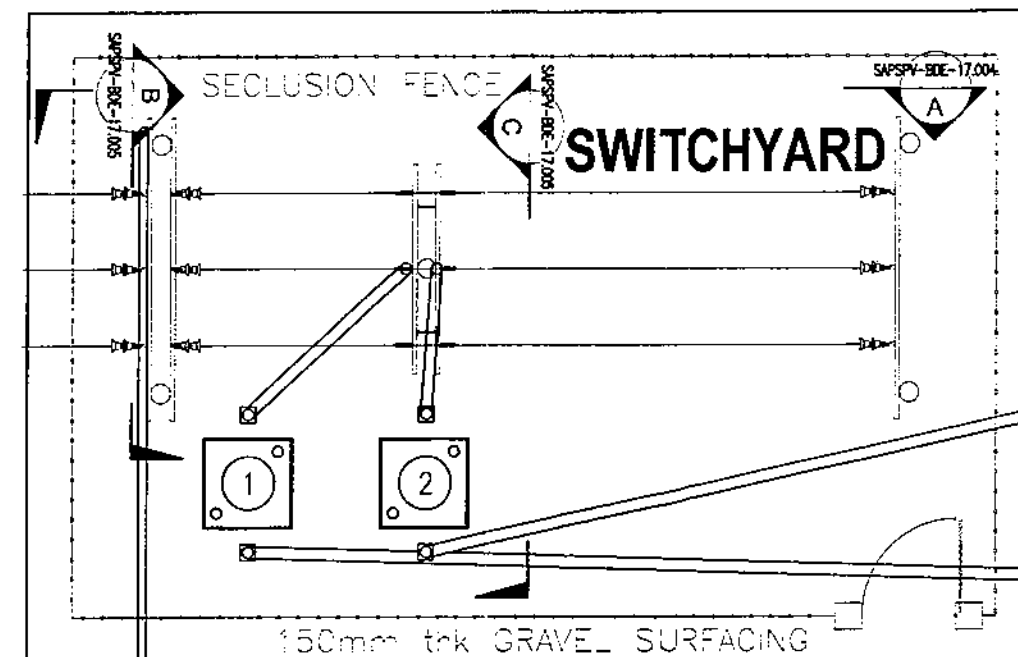 SAPSPV-BDE-17.005
B
SECLUSION FENCE
SAPSPV-BDE-17.005
C
SWITCHYARD
SAPSPV-BDE-17.004
A
1
2
150mm thk GRAVEL SURFACING